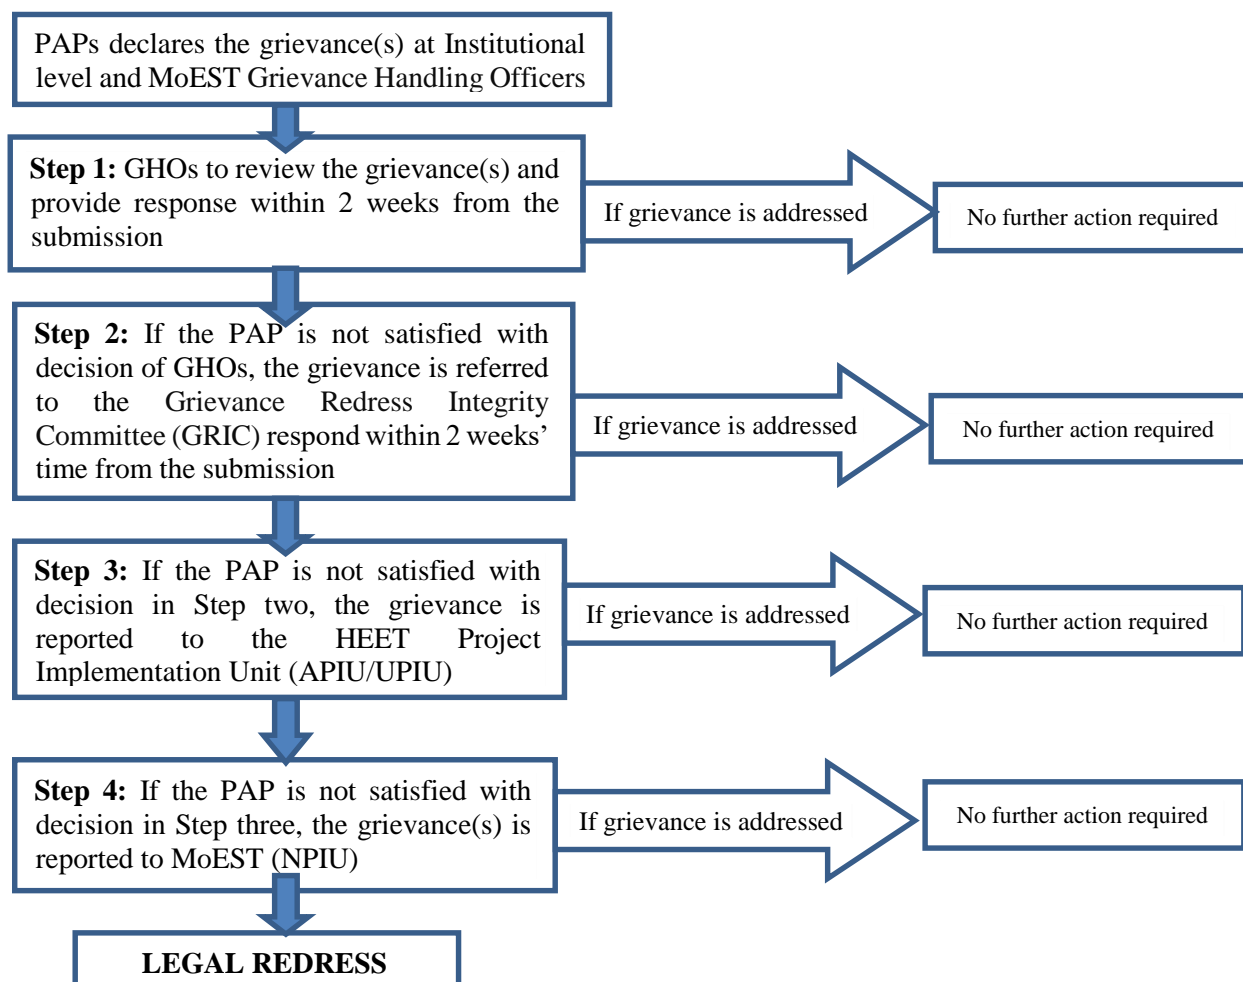 PAPs declares the grievance(s) at Institutional
level and MoEST Grievance Handling Officers
Step 1: GHOs to review the grievance(s) and
provide response within 2 weeks from the
submission
If grievance is addressed
No further action required
Step 2: If the PAP is not satisfied with
decision of GHOs, the grievance is referred
to the Grievance Redress Integrity
Committee (GRIC) respond within 2 weeks’
time from the submission
If grievance is addressed
No further action required
Step 3: If the PAP is not satisfied with
decision in Step two, the grievance is
reported to the HEET Project
Implementation Unit (APIU/UPIU)
If grievance is addressed
No further action required
Step 4: If the PAP is not satisfied with
decision in Step three, the grievance(s) is
reported to MoEST (NPIU)
If grievance is addressed
No further action required
LEGAL REDRESS